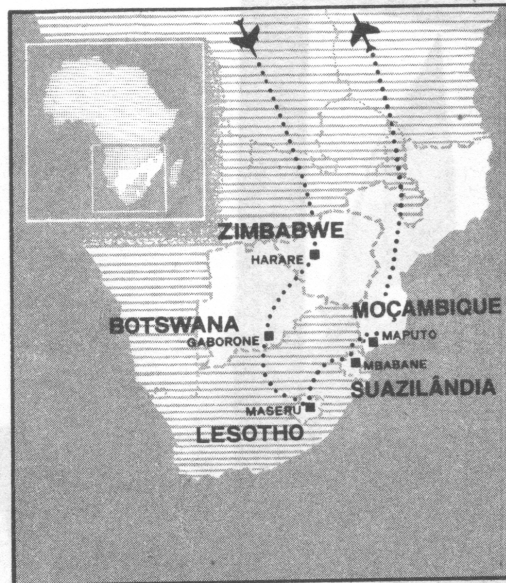 ZIMBABWE
HARARE
MOÇAMBIQUE
BOTSWANA
MAPUTO
GABORONE
MBABANE
SUAZILÂNDIA
MASERU
LESOTHO